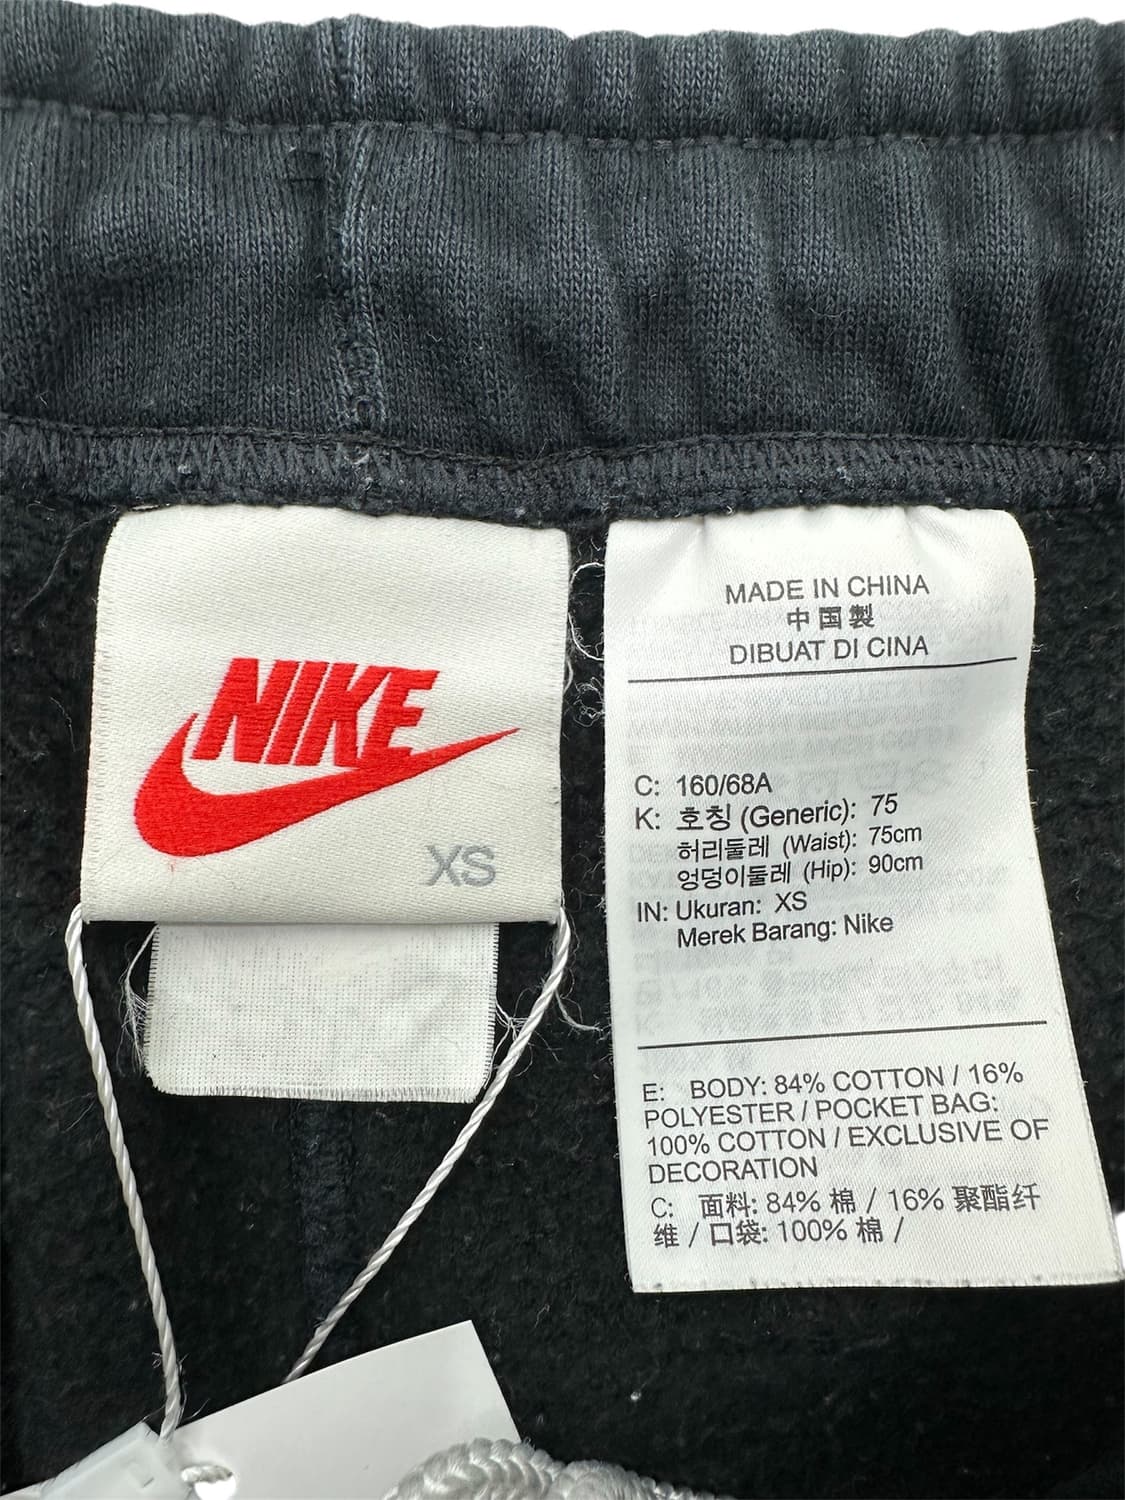 NIKE
XS
MADE IN CHINA
中国製
DIBUAT DI CINA
C: 160/68A
K: 호칭 (Generic): 75
허리둘레 (Waist): 75cm
엉덩이둘레 (Hip): 90cm
IN: Ukuran: XS
Merek Barang: Nike
E: BODY: 84% COTTON / 16%
POLYESTER / POCKET BAG:
100% COTTON / EXCLUSIVE OF
DECORATION
C: 面料: 84% 棉 / 16% 聚酯纤
维 / 口袋: 100% 棉 /